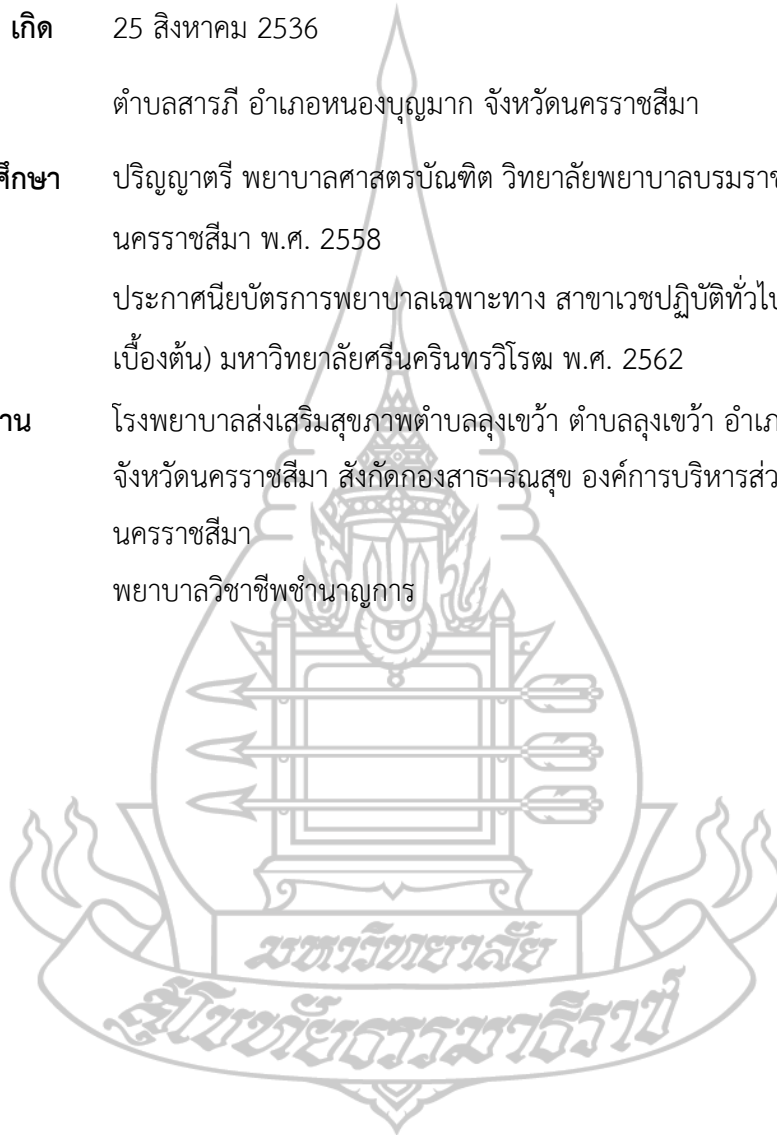 เกิด 25 สิงหาคม 2536
ตำบลสารภี อำเภอหนองบุญมาก จังหวัดนครราชสีมา
ศึกษา ปริญญาตรี พยาบาลศาสตรบัณฑิต วิทยาลัยพยาบาลบรมราช
นครราชสีมา พ.ศ. 2558
ประกาศนียบัตรการพยาบาลเฉพาะทาง สาขาเวชปฏิบัติทั่วไป
เบื้องต้น) มหาวิทยาลัยศรีนครินทรวิโรฒ พ.ศ. 2562
าน โรงพยาบาลส่งเสริมสุขภาพตำบลลุงเขว้า ตำบลลุงเขว้า อำเภ
จังหวัดนครราชสีมา สังกัดกองสาธารณสุข องค์การบริหารส่ว
นครราชสีมา
พยาบาลวิชาชีพชำนาญการ
มหาวิทยาลัย
สุโขทัยธรรมาธิราช